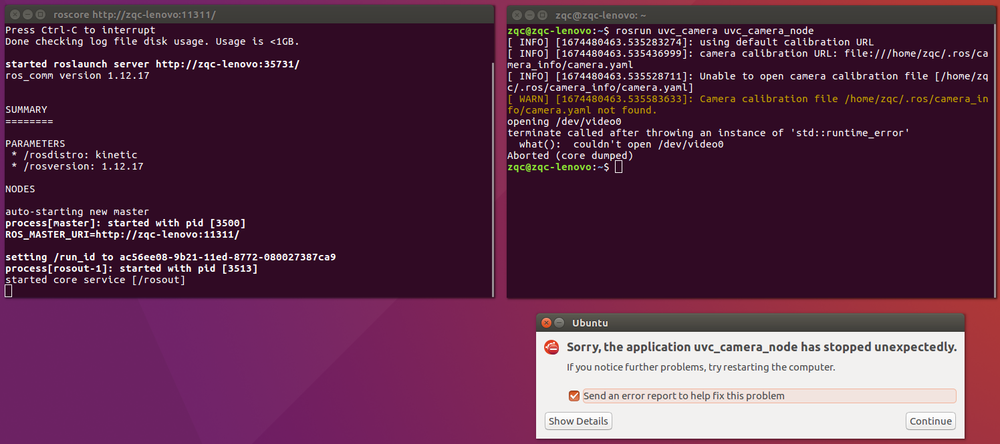 roscore http://zqc-lenovo:11311/
Press Ctrl-C to interrupt
Done checking log file disk usage. Usage is <1GB.
started roslaunch server http://zqc-lenovo:35731/
ros_comm version 1.12.17
SUMMARY
========
PARAMETERS
* /rosdistro: kinetic
* /rosversion: 1.12.17
NODES
auto-starting new master
process[master]: started with pid [3500]
ROS_MASTER_URI=http://zqc-lenovo:11311/
setting /run_id to ac56ee08-9b21-11ed-8772-080027387ca9
process[rosout-1]: started with pid [3513]
started core service [/rosout]
zqc@zqc-lenovo: ~
zqc@zqc-lenovo:~$ rosrun uvc_camera uvc_camera_node
[ INFO] [1674480463.535283274]: using default calibration URL
[ INFO] [1674480463.535436999]: camera calibration URL: file:///home/zqc/.ros/ca
mera_info/camera.yaml
[ INFO] [1674480463.535528711]: Unable to open camera calibration file [/home/zq
c/.ros/camera_info/camera.yaml]
[ WARN] [1674480463.535583633]: Camera calibration file /home/zqc/.ros/camera_in
fo/camera.yaml not found.
opening /dev/video0
terminate called after throwing an instance of 'std::runtime_error'
what():  couldn't open /dev/video0
Aborted (core dumped)
zqc@zqc-lenovo:~$
Ubuntu
Sorry, the application uvc_camera_node has stopped unexpectedly.
If you notice further problems, try restarting the computer.
Send an error report to help fix this problem
Show Details
Continue